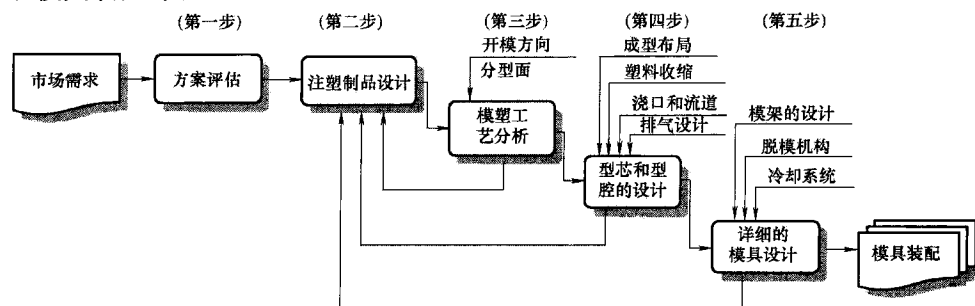 (第一步)
(第二步)
(第三步)
(第四步)
(第五步)
市场需求
方案评估
注塑制品设计
开模方向
分型面
模塑工
艺分析
成型布局
塑料收缩
浇口和流道
排气设计
型芯和型
腔的设计
模架的设计
脱模机构
冷却系统
详细的
模具设计
模具装配